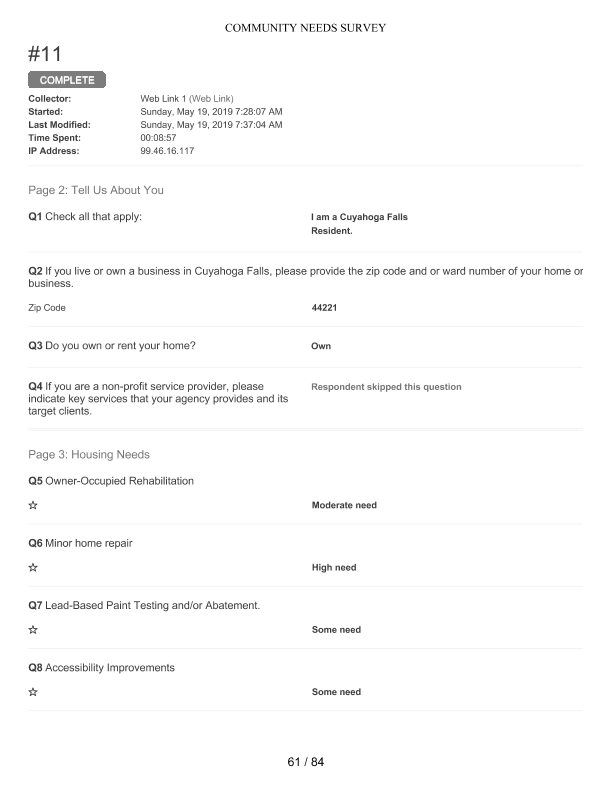 COMMUNITY NEEDS SURVEY
#11
COMPLETE
Collector: Web Link 1 (Web Link)
Started: Sunday, May 19, 2019 7:28:07 AM
Last Modified: Sunday, May 19, 2019 7:37:04 AM
Time Spent: 00:08:57
IP Address: 99.46.16.117
Page 2: Tell Us About You
Q1 Check all that apply: I am a Cuyahoga Falls
Resident.
Q2 If you live or own a business in Cuyahoga Falls, please provide the zip code and or ward number of your home or
business.
Zip Code 44221
Q3 Do you own or rent your home? Own
Q4 If you are a non-profit service provider, please Respondent skipped this question
indicate key services that your agency provides and its
target clients.
Page 3: Housing Needs
Q5 Owner-Occupied Rehabilitation
☆ Moderate need
Q6 Minor home repair
☆ High need
Q7 Lead-Based Paint Testing and/or Abatement.
☆ Some need
Q8 Accessibility Improvements
☆ Some need
61 / 84